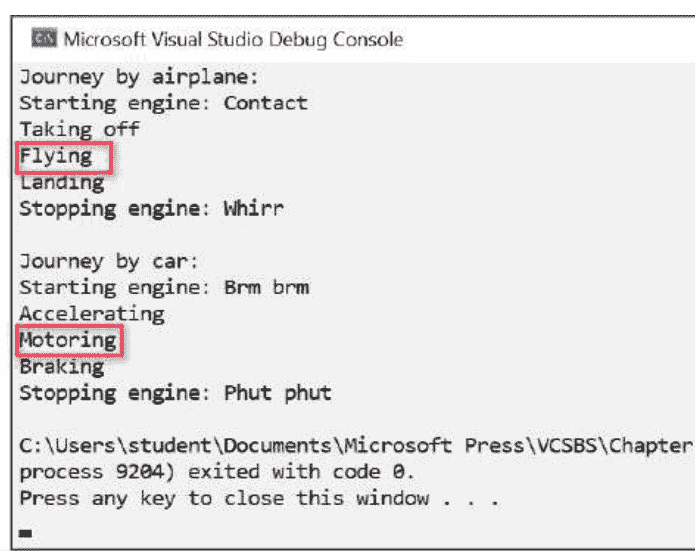 Microsoft Visual Studio Debug Console
Journey by airplane:
Starting engine: Contact
Taking off
Flying
Landing
Stopping engine: Whirr
Journey by car:
Starting engine: Brm brm
Accelerating
Motoring
Braking
Stopping engine: Phut phut
C:\Users\student\Documents\Microsoft Press\VCSBS\Chapter
process 9204) exited with code 0.
Press any key to close this window . . .